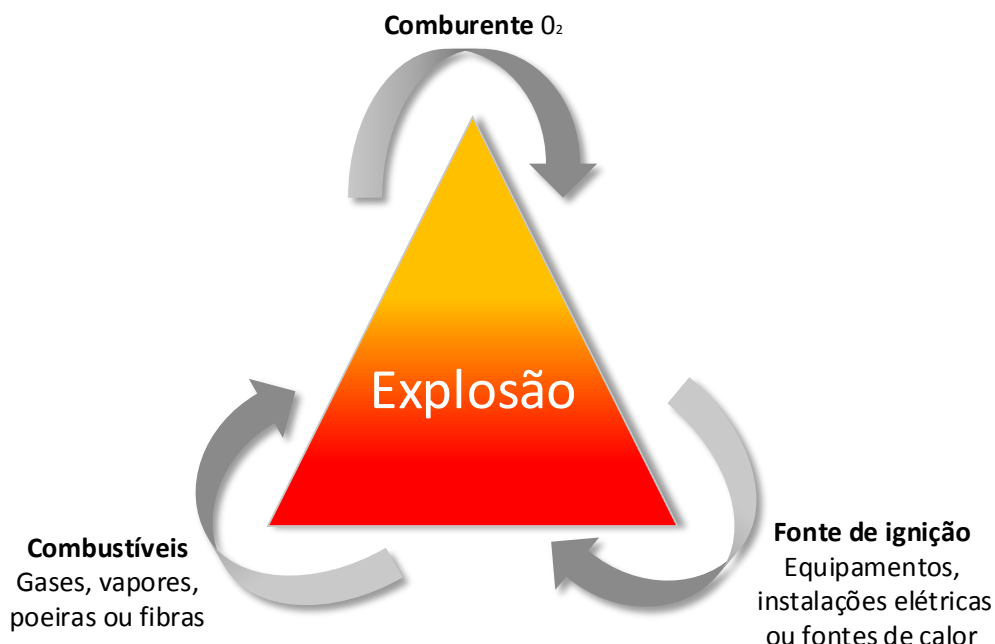 Comburente 0₂
Explosão
Combustíveis
Gases, vapores,
poeiras ou fibras
Fonte de ignição
Equipamentos,
instalações elétricas
ou fontes de calor